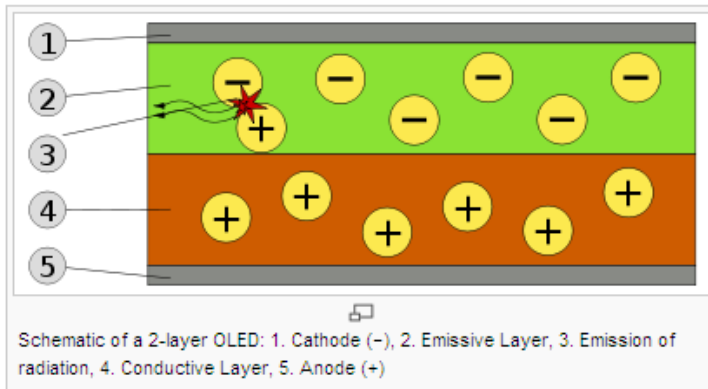 1
2
3
4
5
− − − − − −
+
+ + + + + +
Schematic of a 2-layer OLED: 1. Cathode (−), 2. Emissive Layer, 3. Emission of
radiation, 4. Conductive Layer, 5. Anode (+)